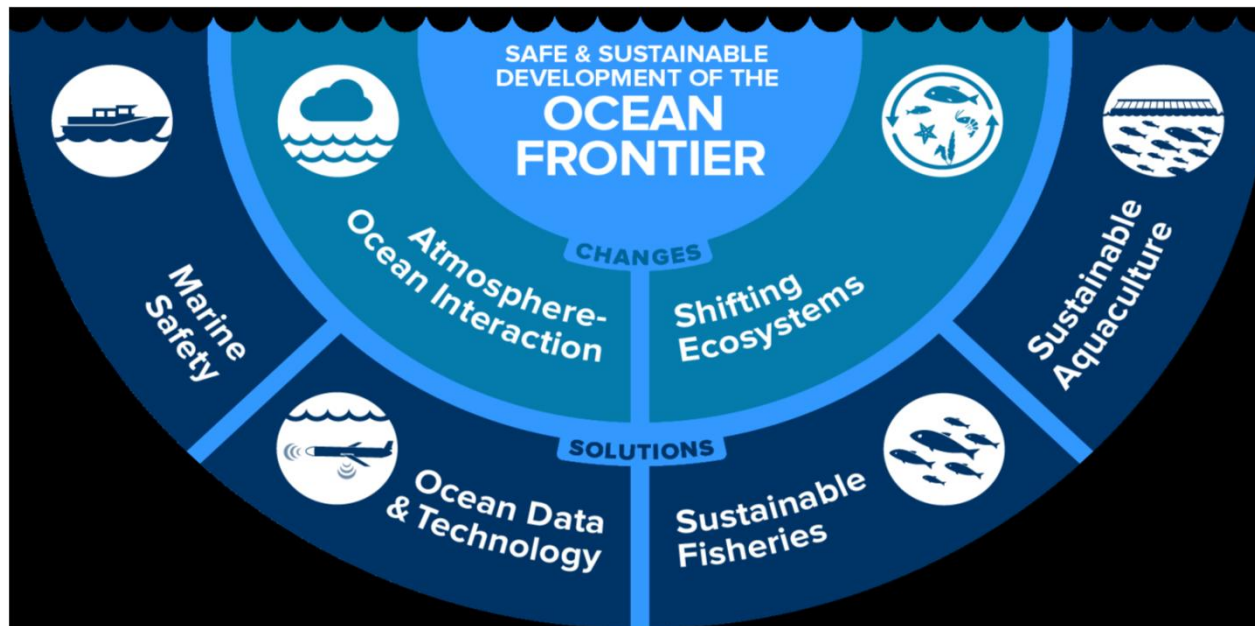 SAFE & SUSTAINABLE
DEVELOPMENT OF THE
OCEAN
FRONTIER
CHANGES
Atmosphere-
Ocean Interaction
Shifting
Ecosystems
SOLUTIONS
Marine
Safety
Ocean Data
& Technology
Sustainable
Fisheries
Sustainable
Aquaculture